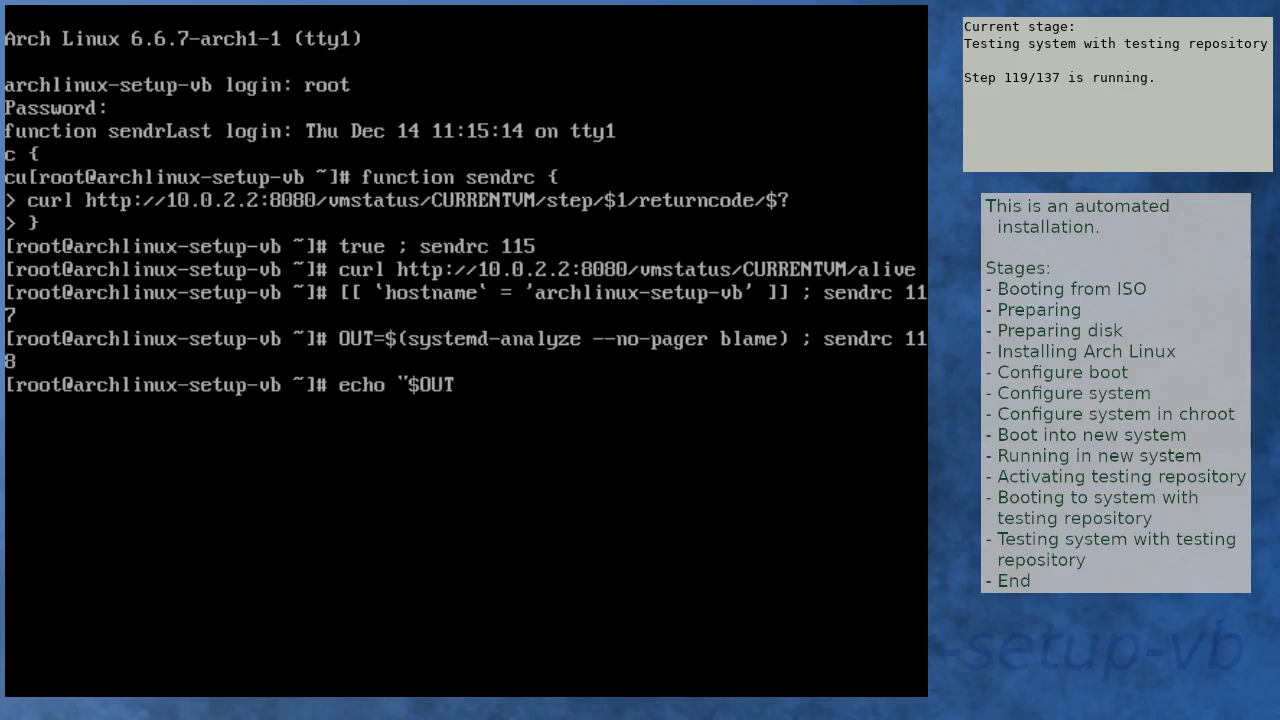 Arch Linux 6.6.7-arch1-1 (tty1)
archlinux-setup-vb login: root
Password:
function sendrLast login: Thu Dec 14 11:15:14 on tty1
c {
cu[root@archlinux-setup-vb ~]# function sendrc {
> curl http://10.0.2.2:8080/vmstatus/CURRENTVM/step/$1/returncode/$?
> }
[root@archlinux-setup-vb ~]# true ; sendrc 115
[root@archlinux-setup-vb ~]# curl http://10.0.2.2:8080/vmstatus/CURRENTVM/alive
[root@archlinux-setup-vb ~]# [[ `hostname` = 'archlinux-setup-vb' ]] ; sendrc 11
7
[root@archlinux-setup-vb ~]# OUT=$(systemd-analyze --no-pager blame) ; sendrc 11
8
[root@archlinux-setup-vb ~]# echo "$OUT
Current stage:
Testing system with testing repository
Step 119/137 is running.
This is an automated
installation.
Stages:
- Booting from ISO
- Preparing
- Preparing disk
- Installing Arch Linux
- Configure boot
- Configure system
- Configure system in chroot
- Boot into new system
- Running in new system
- Activating testing repository
- Booting to system with
testing repository
- Testing system with testing
repository
- End
-setup-vb